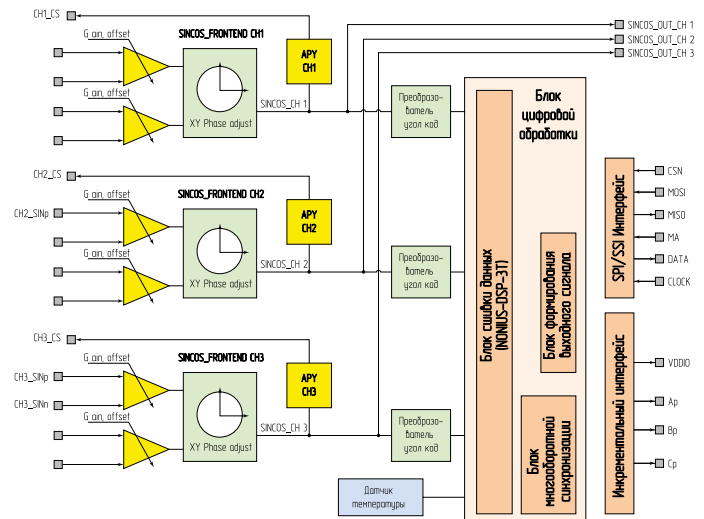 CH1_CS
G ain, offset
SINCOS_FRONTEND CH1
АРУ
CH1
SINCOS_OUT_CH 1
SINCOS_OUT_CH 2
SINCOS_OUT_CH 3
G ain, offset
XY Phase adjust
SINCOS_CH 1
Преобразо-
ватель
угол код
Блок
цифровой
обработки
CH2_CS
G ain, offset
SINCOS_FRONTEND CH2
АРУ
CH2
CH2_SINp
G ain, offset
XY Phase adjust
SINCOS_CH 2
Преобразо-
ватель
угол код
Блок сшивки данных
(NONIUS-DSP-3T)
Блок формирования
выходного сигнала
SPI/SSI Интерфейс
CSN
MOSI
MISO
MA
DATA
CLOCK
CH3_CS
G ain, offset
SINCOS_FRONTEND CH3
АРУ
CH3
CH3_SINp
CH3_SINn
G ain, offset
XY Phase adjust
SINCOS_CH 3
Преобразо-
ватель
угол код
Блок
многооборотной
синхронизации
Инкрементальный интерфейс
VDDIO
Ap
Bp
Cp
Датчик
температуры